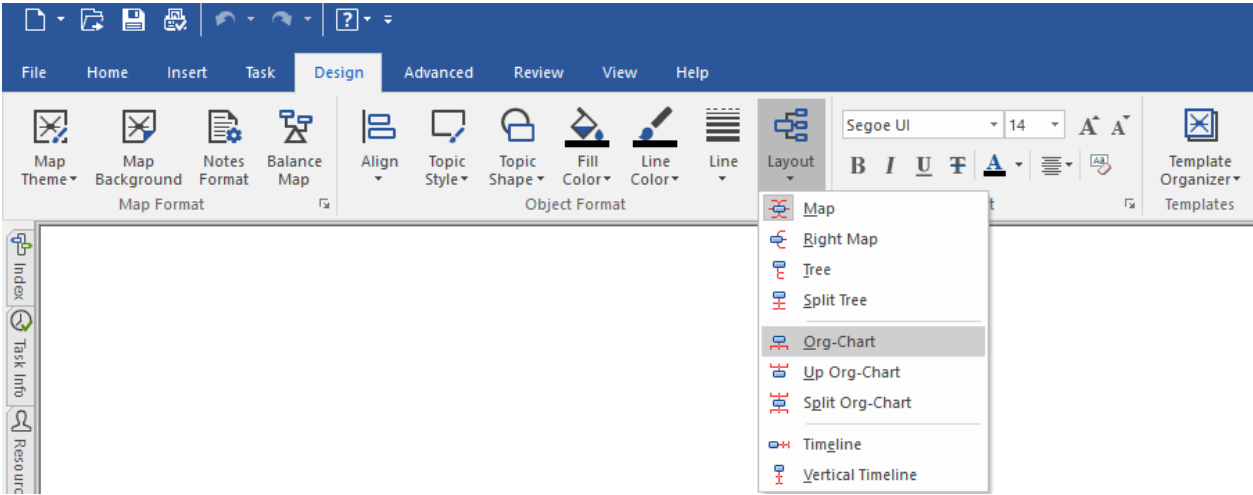 File Home Insert Task Design Advanced Review View Help
Map Theme
Map Background
Notes Format
Balance Map
Align
Topic Style
Topic Shape
Fill Color
Line Color
Line
Layout
Segoe UI 14 A A
B I U T A
Template Organizer
Map Format
Object Format
t
Templates
Map
Right Map
Tree
Split Tree
Org-Chart
Up Org-Chart
Split Org-Chart
Timeline
Vertical Timeline
Index
Task Info
Resourc